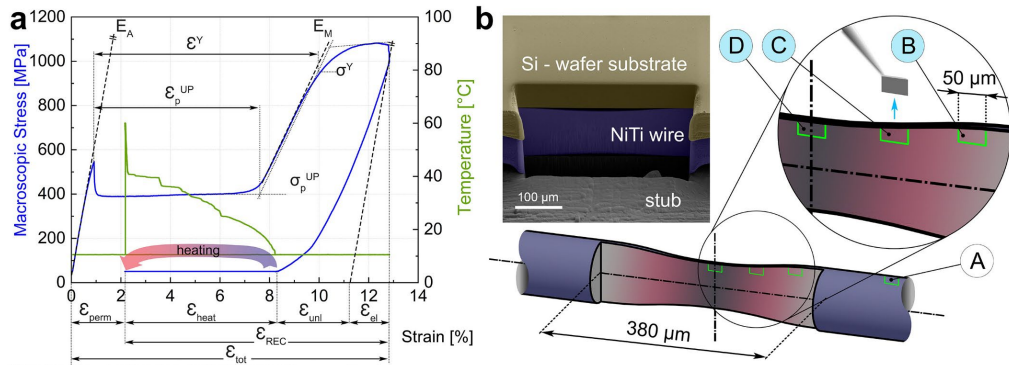 a
1200
1000
800
600
400
200
0
Macroscopic Stress [MPa]
100
80
60
40
20
0
Temperature [°C]
0
2
4
6
8
10
12
14
Strain [%]
E_A
E_M
ε^Y
σ^Y
ε_p^UP
σ_p^UP
heating
ε_perm
ε_heat
ε_unl
ε_el
ε_REC
ε_tot
b
Si - wafer substrate
NiTi wire
100 µm
stub
D
C
B
50 µm
A
380 µm